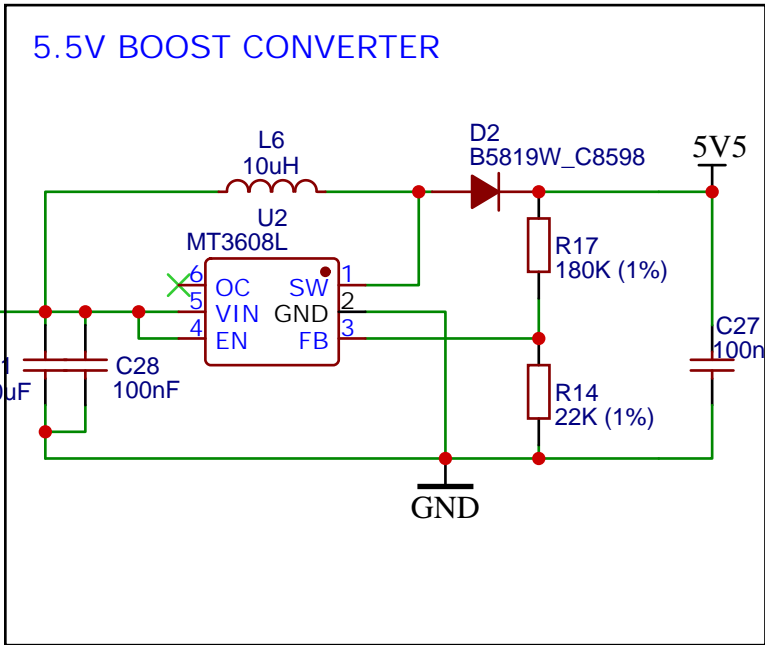 5.5V BOOST CONVERTER
L6
10uH
D2
B5819W_C8598
5V5
U2
MT3608L
6
OC
SW
1
5
VIN
GND
2
4
EN
FB
3
R17
180K (1%)
C28
100nF
R14
22K (1%)
C27
100n
GND